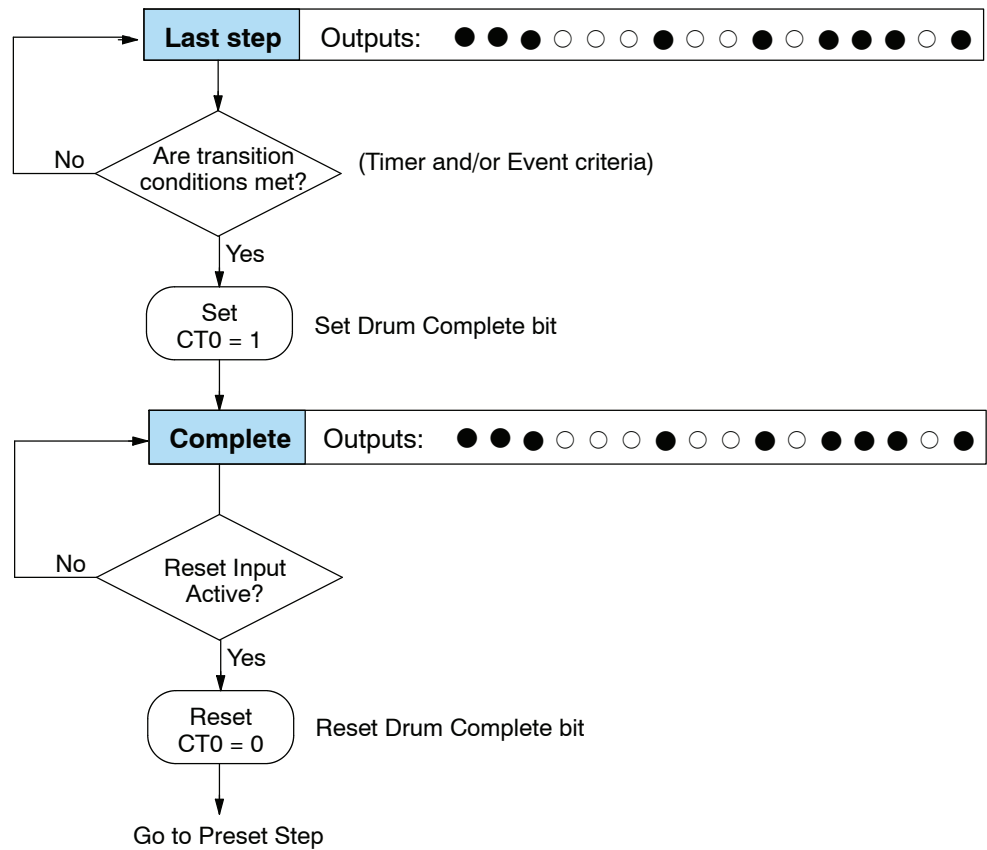 Last step
Outputs:
No
Are transition
conditions met?
(Timer and/or Event criteria)
Yes
Set
CT0 = 1
Set Drum Complete bit
Complete
Outputs:
No
Reset Input
Active?
Yes
Reset
CT0 = 0
Reset Drum Complete bit
Go to Preset Step